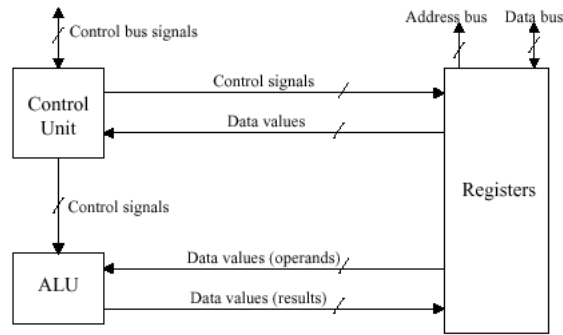 Address bus
Data bus
Control bus signals
Control
Unit
Control signals
Data values
Registers
Control signals
Data values (operands)
ALU
Data values (results)